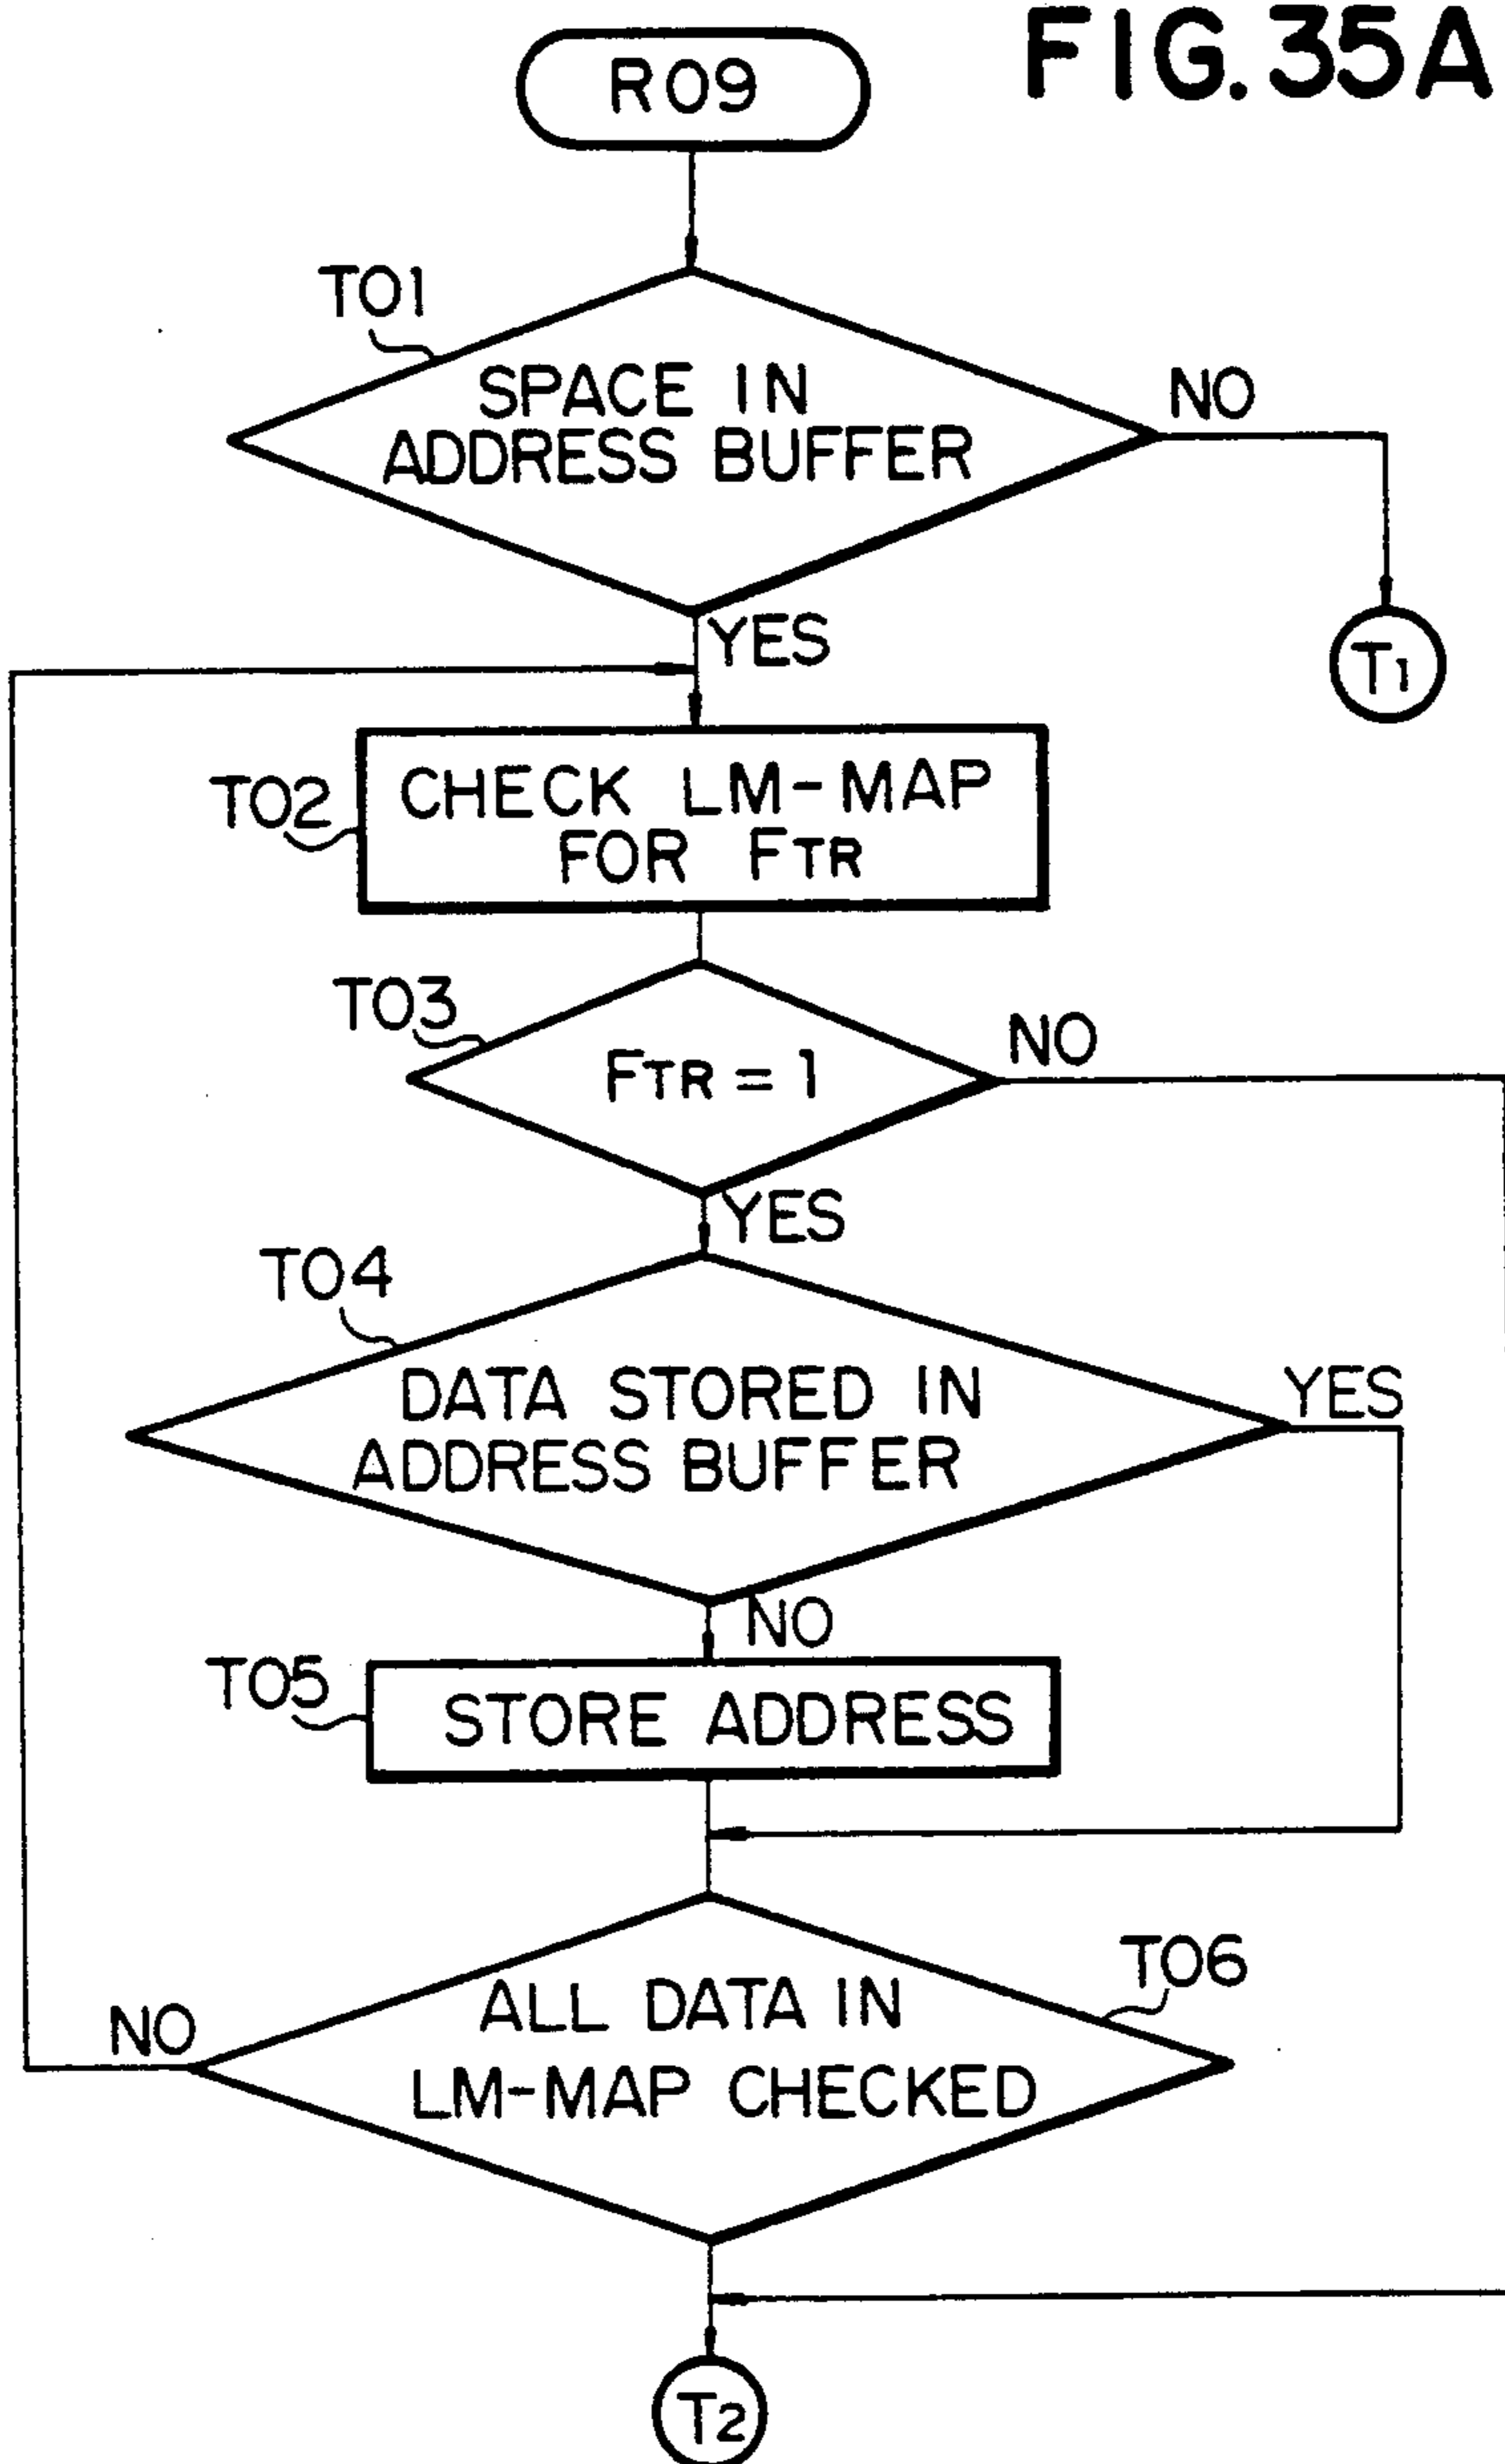 FIG.35A
R09
T01
SPACE IN
ADDRESS BUFFER
NO
YES
T1
T02
CHECK LM-MAP
FOR FTR
T03
FTR = 1
NO
YES
T04
DATA STORED IN
ADDRESS BUFFER
YES
NO
T05
STORE ADDRESS
T06
ALL DATA IN
LM-MAP CHECKED
NO
T2